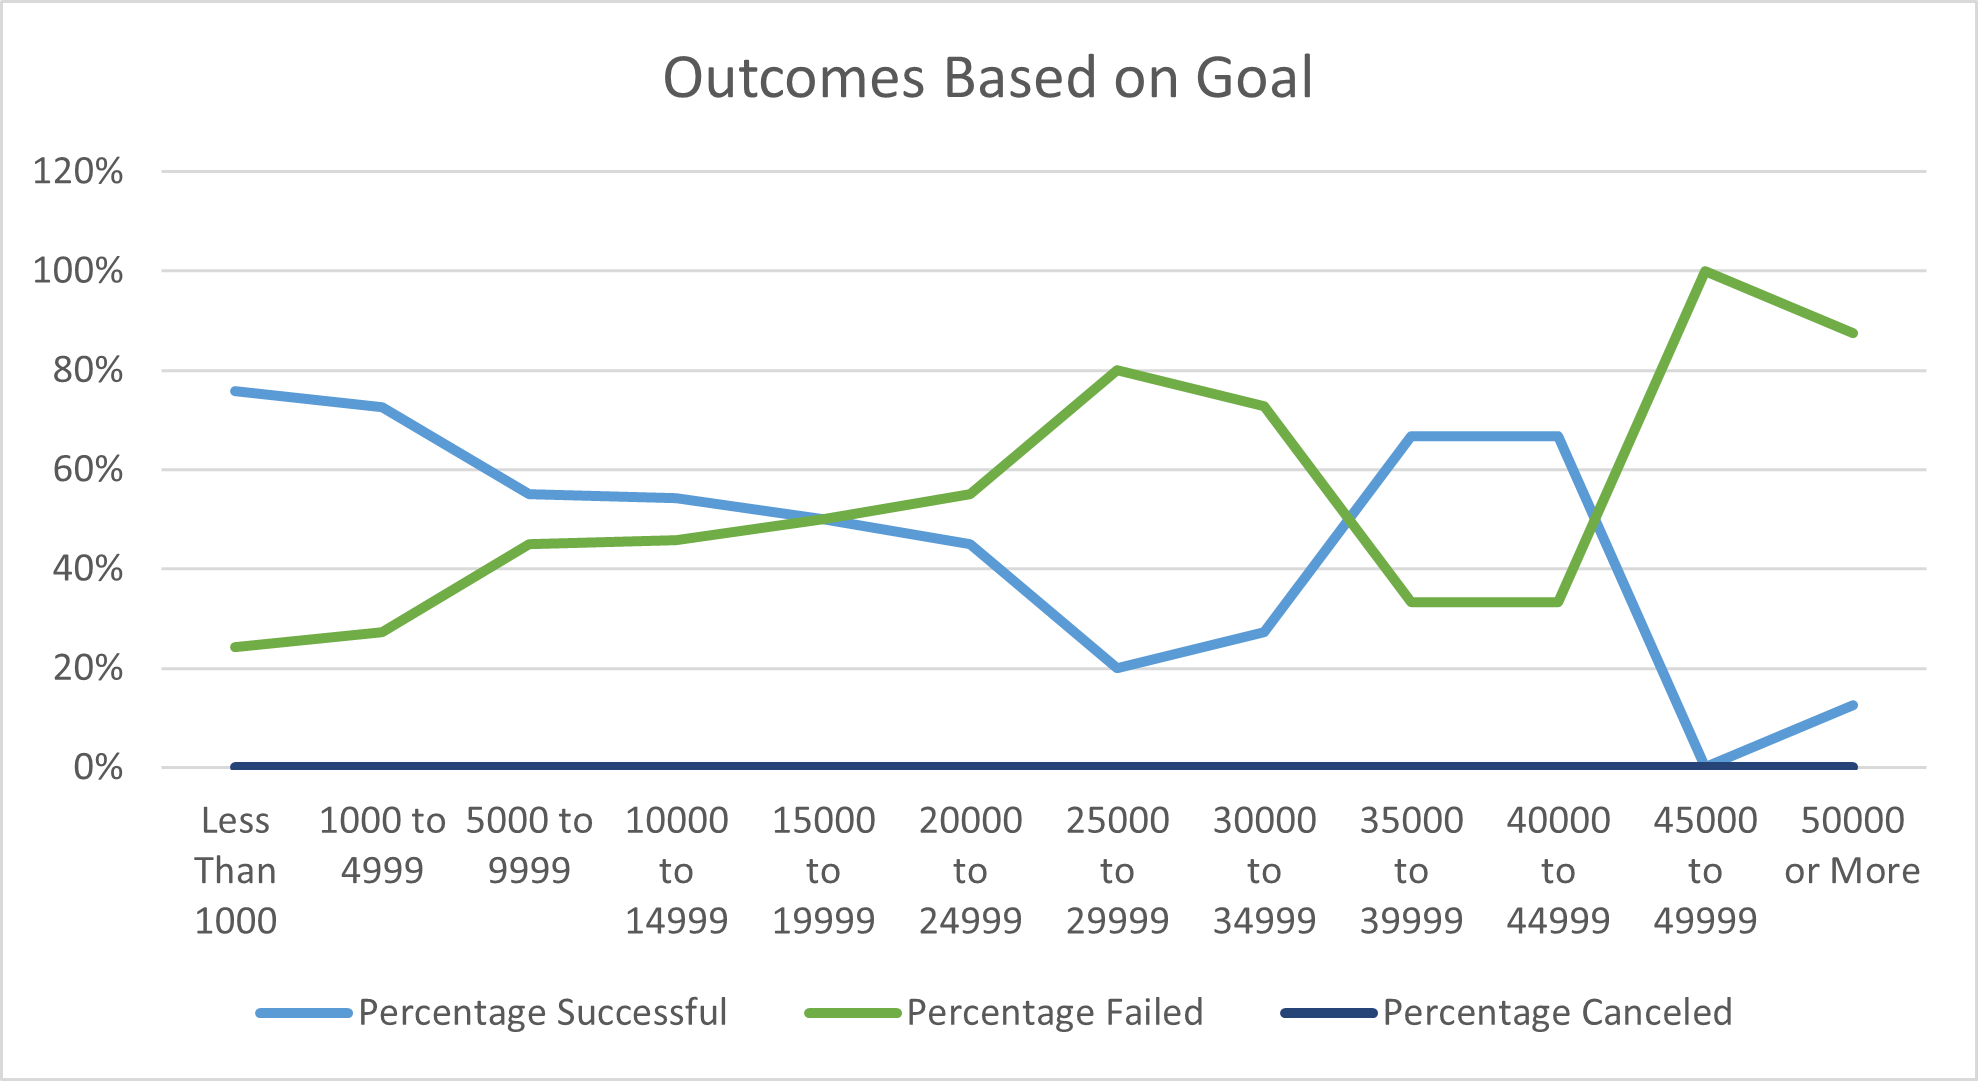 Outcomes Based on Goal
120%
100%
80%
60%
40%
20%
0%
Less
Than
1000
1000 to
4999
5000 to
9999
10000
to
14999
15000
to
19999
20000
to
24999
25000
to
29999
30000
to
34999
35000
to
39999
40000
to
44999
45000
to
49999
50000
or More
Percentage Successful
Percentage Failed
Percentage Canceled